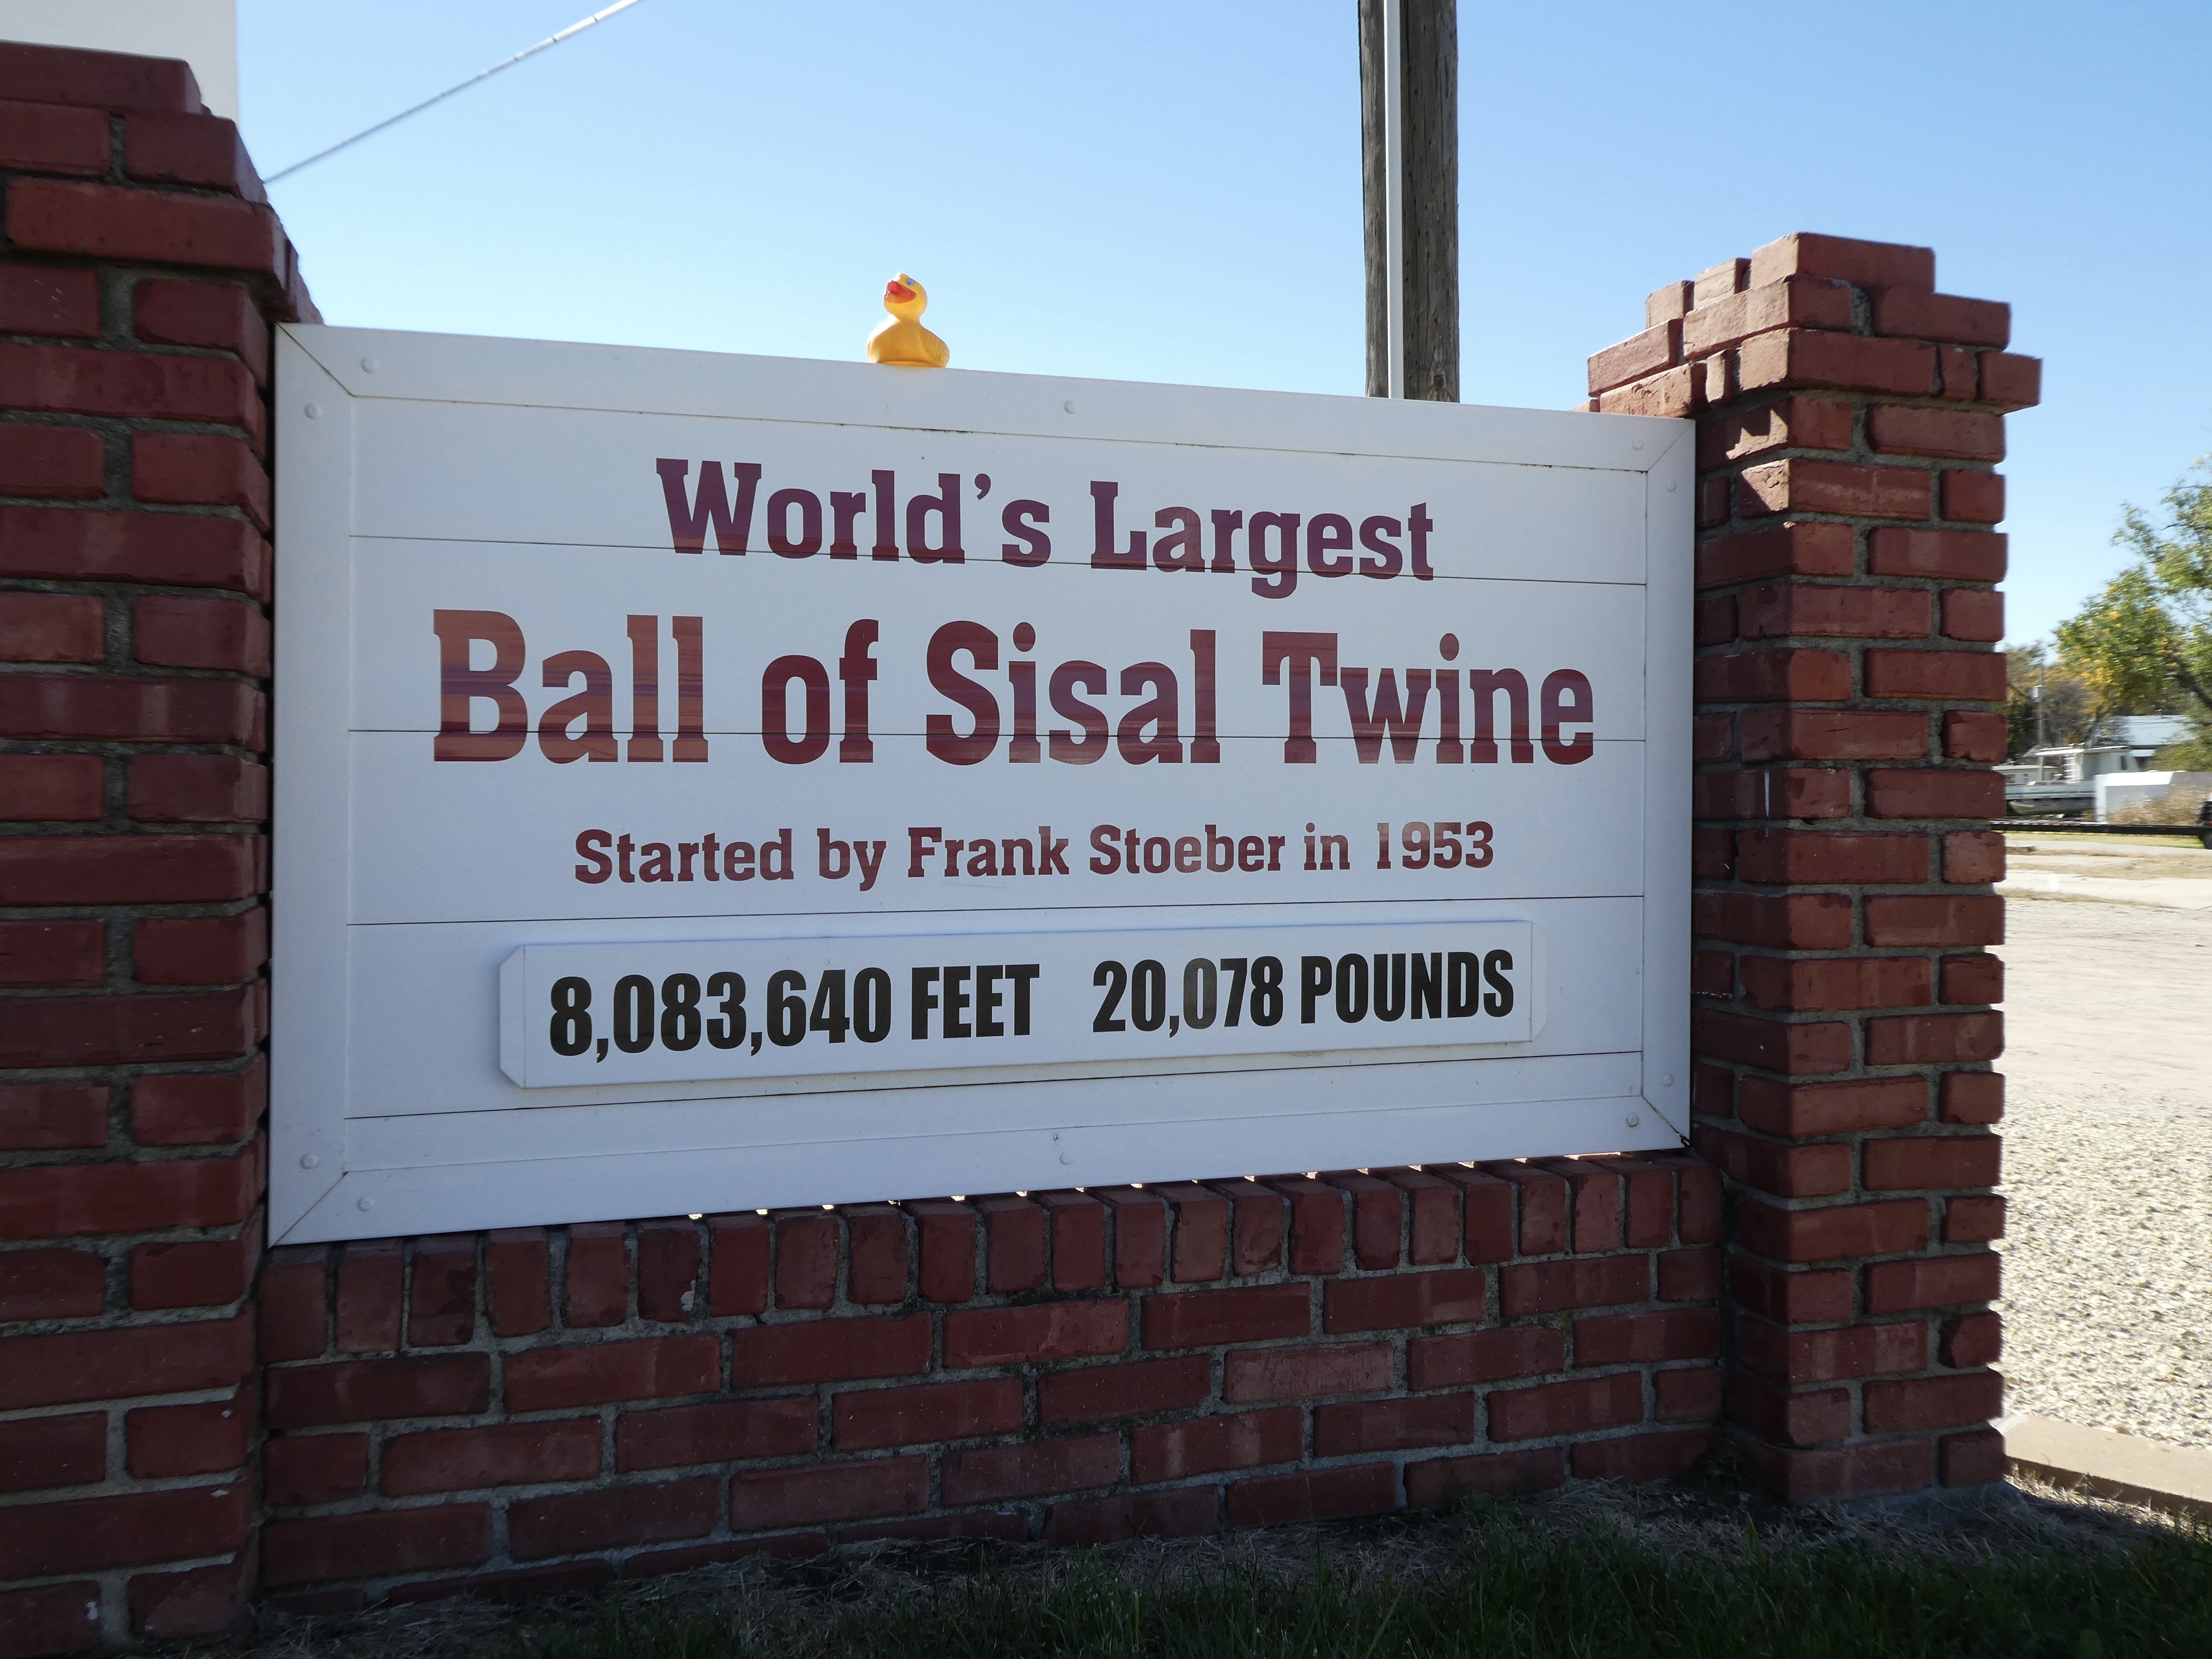 World's Largest
Ball of Sisal Twine
Started by Frank Stoeber in 1953
8,083,640 FEET 20,078 POUNDS